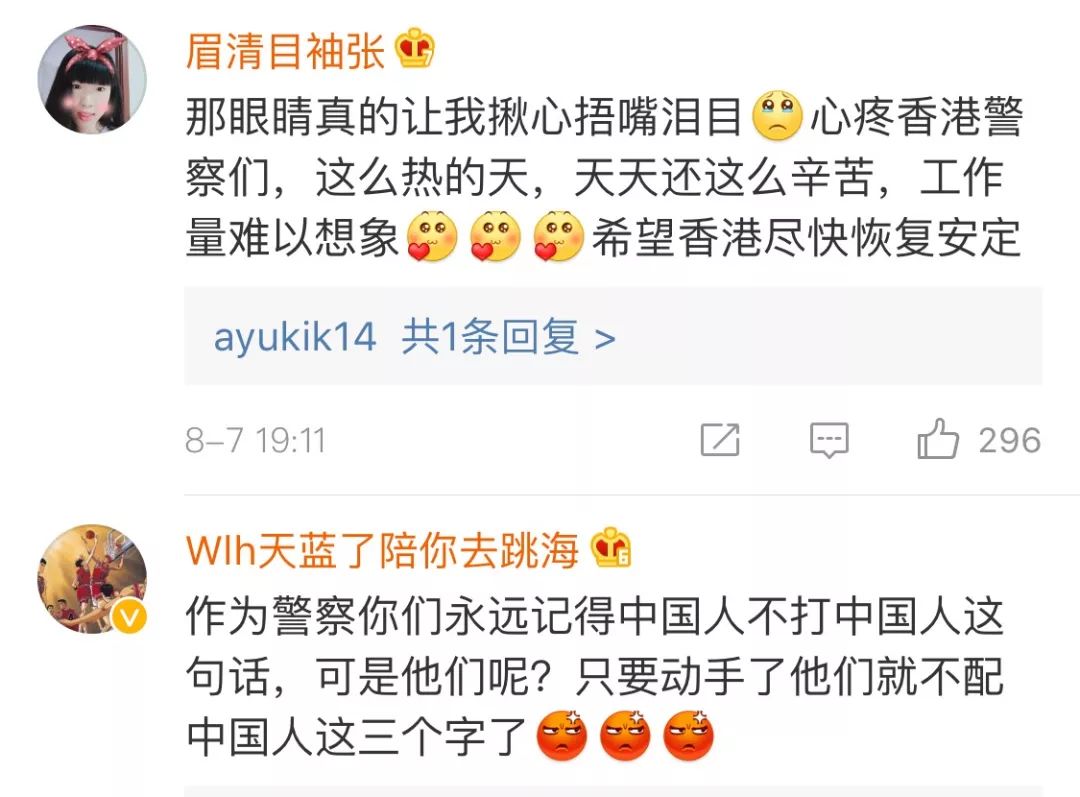 眉清目袖张
那眼睛真的让我揪心捂嘴泪目🥺心疼香港警
察们，这么热的天，天天还这么辛苦，工作
量难以想象🥰🥰🥰希望香港尽快恢复安定
ayukik14 共1条回复 >
8-7 19:11
296
Wlh天蓝了陪你去跳海
作为警察你们永远记得中国人不打中国人这
句话，可是他们呢？只要动手了他们就不配
中国人这三个字了😡😡😡